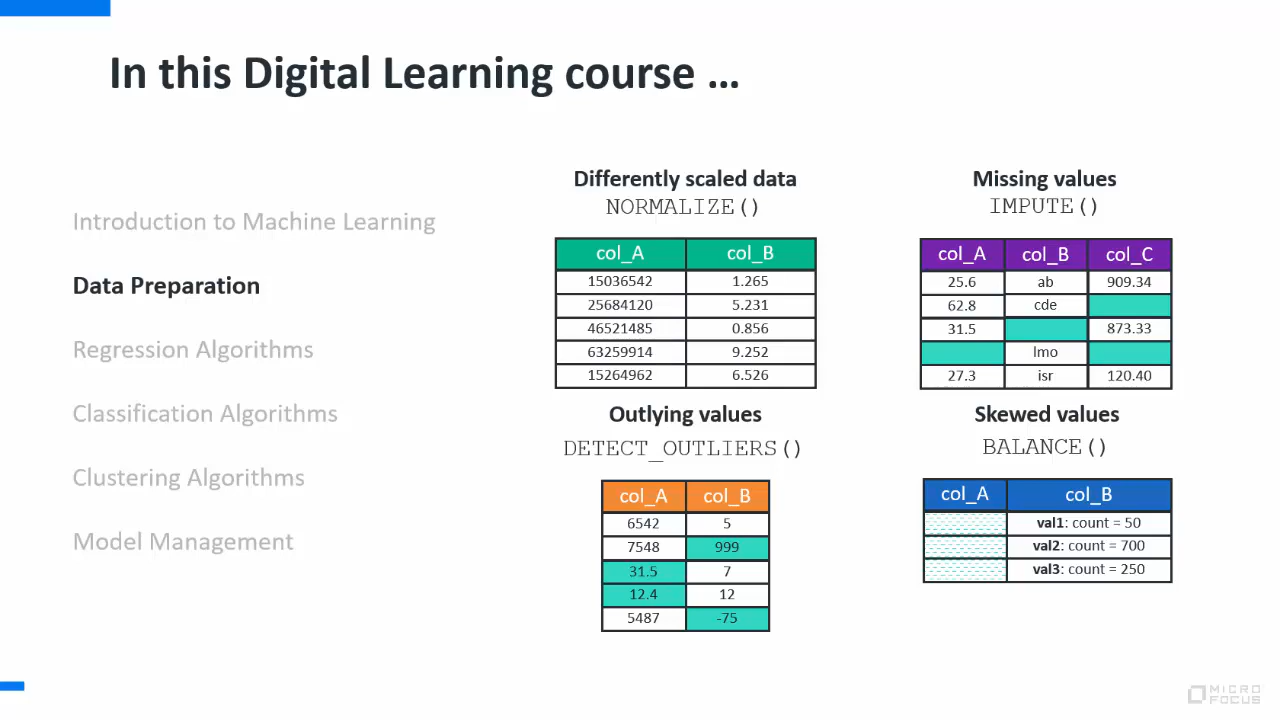 In this Digital Learning course …
Introduction to Machine Learning
Data Preparation
Regression Algorithms
Classification Algorithms
Clustering Algorithms
Model Management
Differently scaled data
NORMALIZE()
col_A col_B
15036542 1.265
25684120 5.231
46521485 0.856
63259914 9.252
15264962 6.526
Missing values
IMPUTE()
col_A col_B col_C
25.6 ab 909.34
62.8 cde
31.5 873.33
lmo
27.3 isr 120.40
Outlying values
DETECT_OUTLIERS()
col_A col_B
6542 5
7548 999
31.5 7
12.4 12
5487 -75
Skewed values
BALANCE()
col_A col_B
val1: count = 50
val2: count = 700
val3: count = 250
MICRO
FOCUS